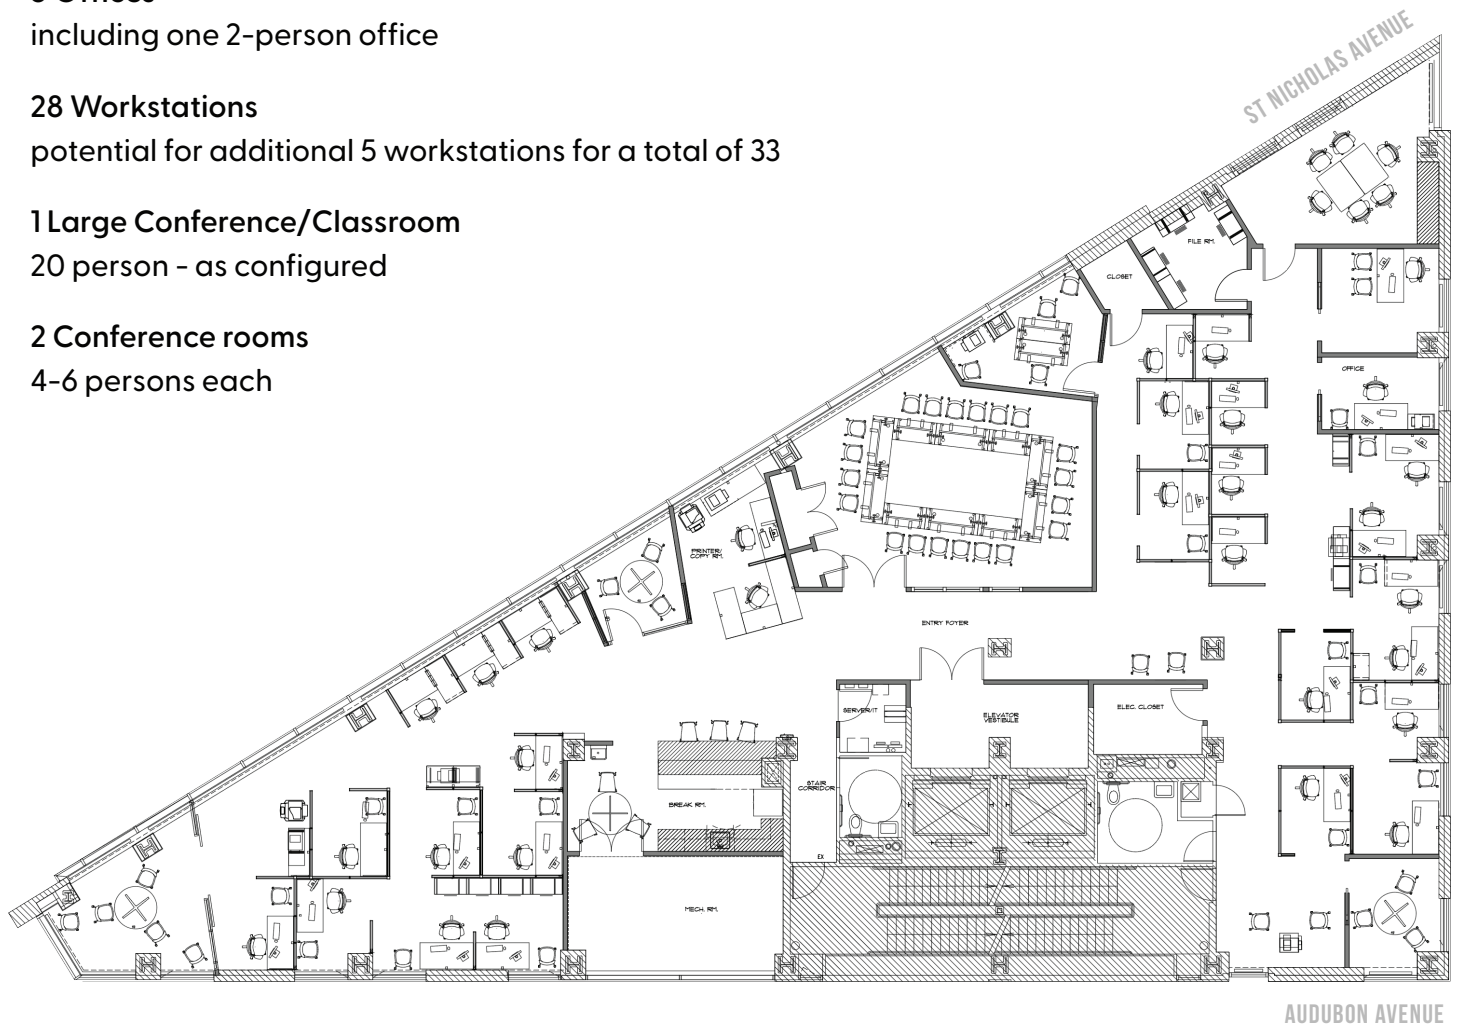 including one 2-person office
28 Workstations
potential for additional 5 workstations for a total of 33
1 Large Conference/Classroom
20 person - as configured
2 Conference rooms
4-6 persons each
ST NICHOLAS AVENUE
FILE RM.
CLOSET
OFFICE
PRINTER/
COPY RM.
ENTRY FOYER
SERVER/IT
ELEVATOR
VESTIBULE
ELEC. CLOSET
STAIR
CORRIDOR
BREAK RM.
EX
MECH. RM.
AUDUBON AVENUE